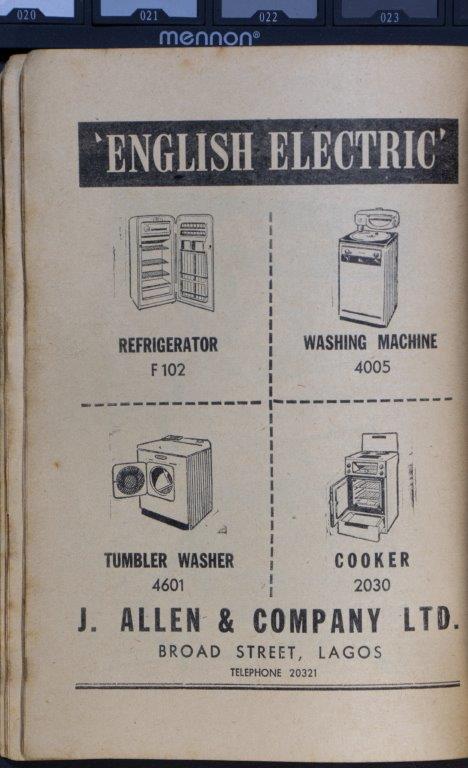 020 021 022 023
mennon®
'ENGLISH ELECTRIC'
REFRIGERATOR
F 102
WASHING MACHINE
4005
TUMBLER WASHER
4601
COOKER
2030
J. ALLEN & COMPANY LTD.
BROAD STREET, LAGOS
TELEPHONE 20321